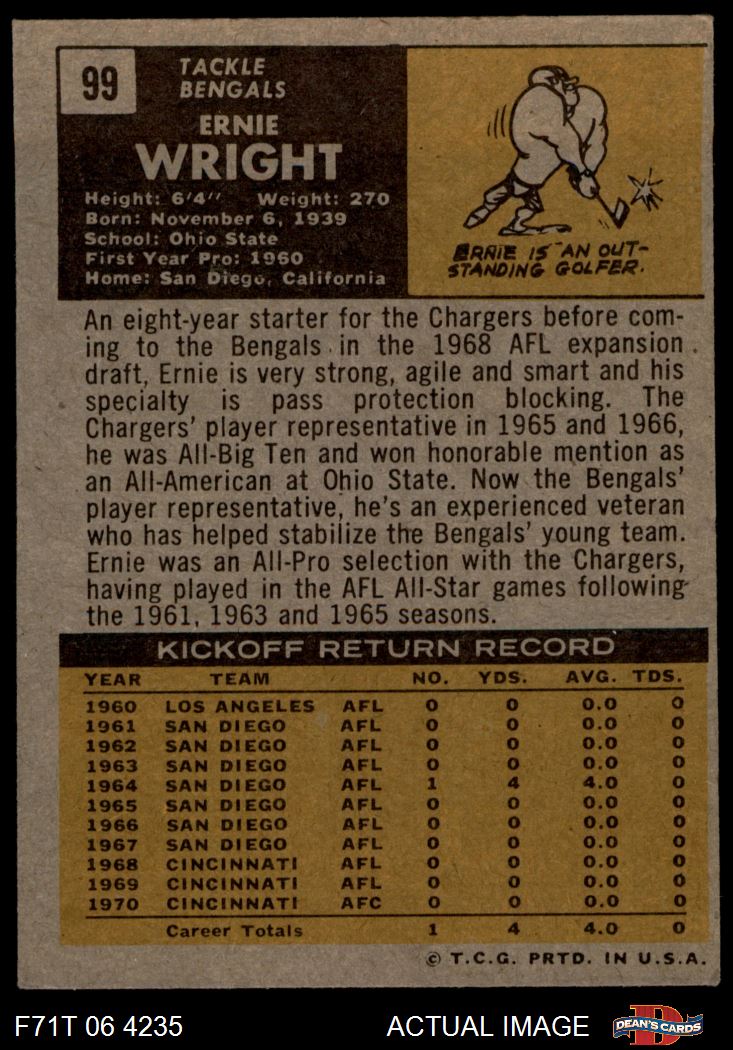 99
TACKLE
BENGALS
ERNIE
WRIGHT
Height: 6'4'' Weight: 270
Born: November 6, 1939
School: Ohio State
First Year Pro: 1960
Home: San Diego, California
ERNIE IS AN OUT-
STANDING GOLFER.
An eight-year starter for the Chargers before com-
ing to the Bengals in the 1968 AFL expansion
draft, Ernie is very strong, agile and smart and his
specialty is pass protection blocking. The
Chargers' player representative in 1965 and 1966,
he was All-Big Ten and won honorable mention as
an All-American at Ohio State. Now the Bengals'
player representative, he's an experienced veteran
who has helped stabilize the Bengals' young team.
Ernie was an All-Pro selection with the Chargers,
having played in the AFL All-Star games following
the 1961, 1963 and 1965 seasons.
KICKOFF RETURN RECORD
YEAR TEAM NO. YDS. AVG. TDS.
1960 LOS ANGELES AFL 0 0 0.0 0
1961 SAN DIEGO AFL 0 0 0.0 0
1962 SAN DIEGO AFL 0 0 0.0 0
1963 SAN DIEGO AFL 0 0 0.0 0
1964 SAN DIEGO AFL 1 4 4.0 0
1965 SAN DIEGO AFL 0 0 0.0 0
1966 SAN DIEGO AFL 0 0 0.0 0
1967 SAN DIEGO AFL 0 0 0.0 0
1968 CINCINNATI AFL 0 0 0.0 0
1969 CINCINNATI AFL 0 0 0.0 0
1970 CINCINNATI AFC 0 0 0.0 0
Career Totals 1 4 4.0 0
© T.C.G. PRTD. IN U.S.A.
F71T 06 4235 ACTUAL IMAGE D DEAN'S CARDS